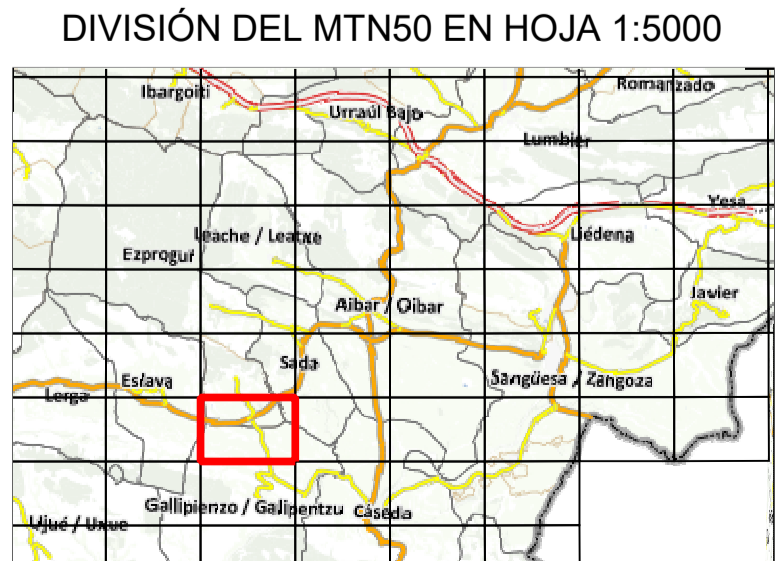 DIVISIÓN DEL MTN50 EN HOJA 1:5000
Ibargoiti
Romanzado
Urraúl Bajo
Lumbier
Yesa
Leache / Leatxe
Liédena
Ezprogui
Javier
Aibar / Oibar
Sada
Eslava
Sangüesa / Zangoza
Lerga
Gallipienzo / Galipentzu
Cáseda
Ujué / Uxue